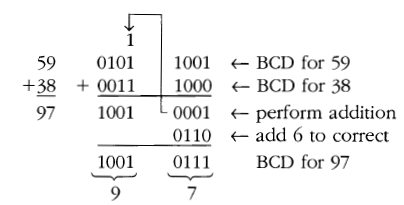 1
59 0101 1001 ← BCD for 59
+38 + 0011 1000 ← BCD for 38
97 1001 0001 ← perform addition
0110 ← add 6 to correct
1001 0111 BCD for 97
9 7